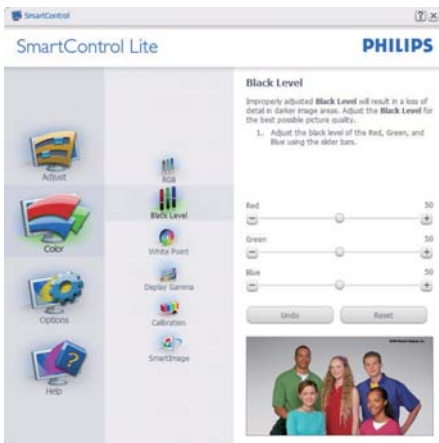 SmartControl
SmartControl Lite
PHILIPS
Adjust
Color
Options
Help
RGB
Black Level
White Point
Display Gamma
Calibration
SmartImage
Black Level
Improperly adjusted Black Level will result in a loss of
detail in darker image areas. Adjust the Black Level for
the best possible picture quality.
1. Adjust the black level of the Red, Green, and
Blue using the slider bars.
Red 50
Green 50
Blue 50
Undo Reset